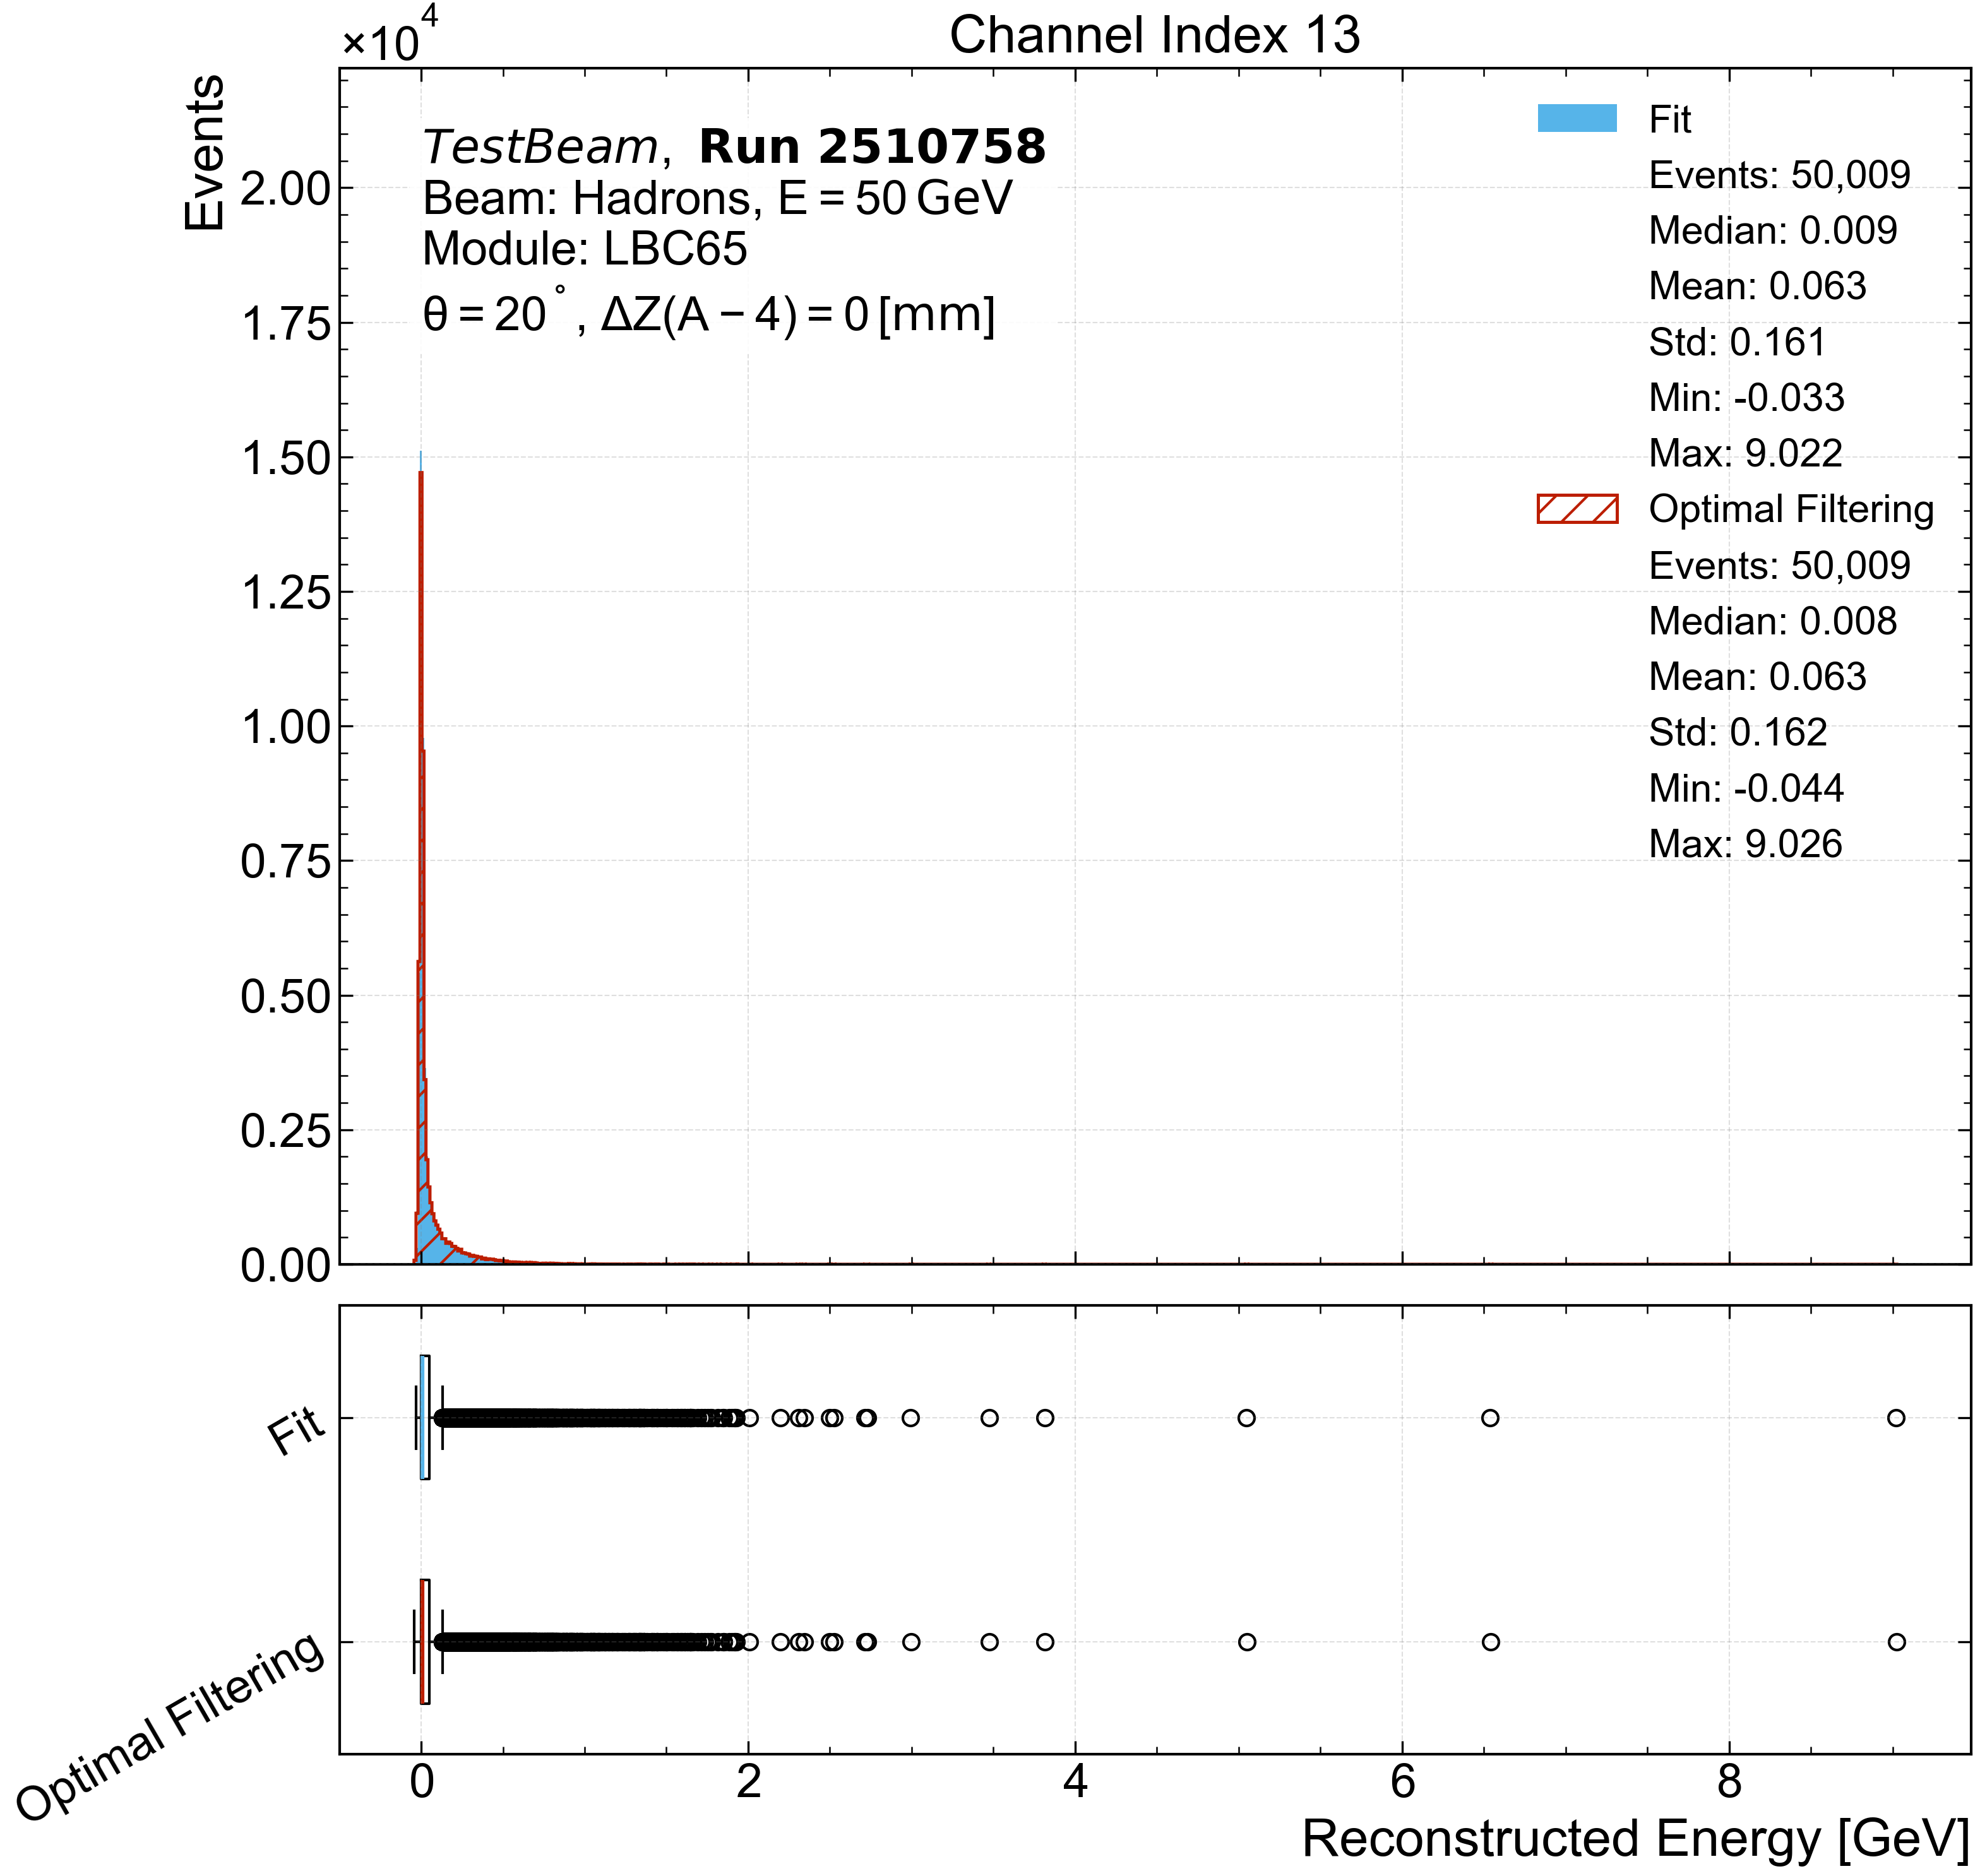 ×10^4
Channel Index 13
Events
TestBeam, Run 2510758
Beam: Hadrons, E = 50 GeV
Module: LBC65
θ = 20°, ΔZ(A − 4) = 0 [mm]
Fit
Events: 50,009
Median: 0.009
Mean: 0.063
Std: 0.161
Min: -0.033
Max: 9.022
Optimal Filtering
Events: 50,009
Median: 0.008
Mean: 0.063
Std: 0.162
Min: -0.044
Max: 9.026
2.00
1.75
1.50
1.25
1.00
0.75
0.50
0.25
0.00
Fit
Optimal Filtering
0 2 4 6 8
Reconstructed Energy [GeV]